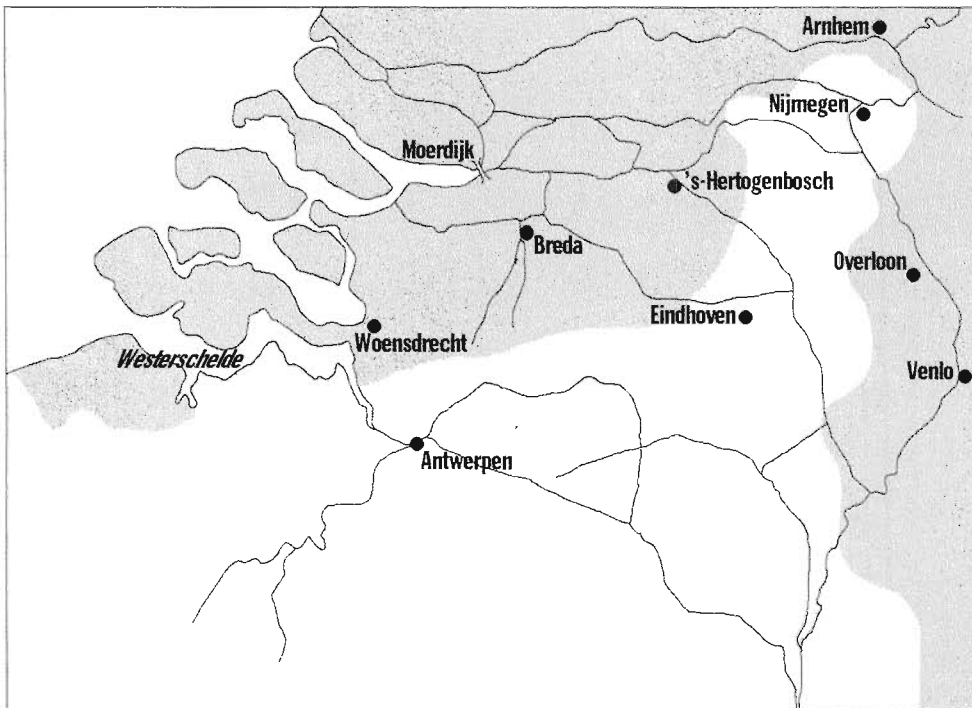 Arnhem
Nijmegen
Moerdijk
's-Hertogenbosch
Breda
Overloon
Eindhoven
Woensdrecht
Westerschelde
Venlo
Antwerpen